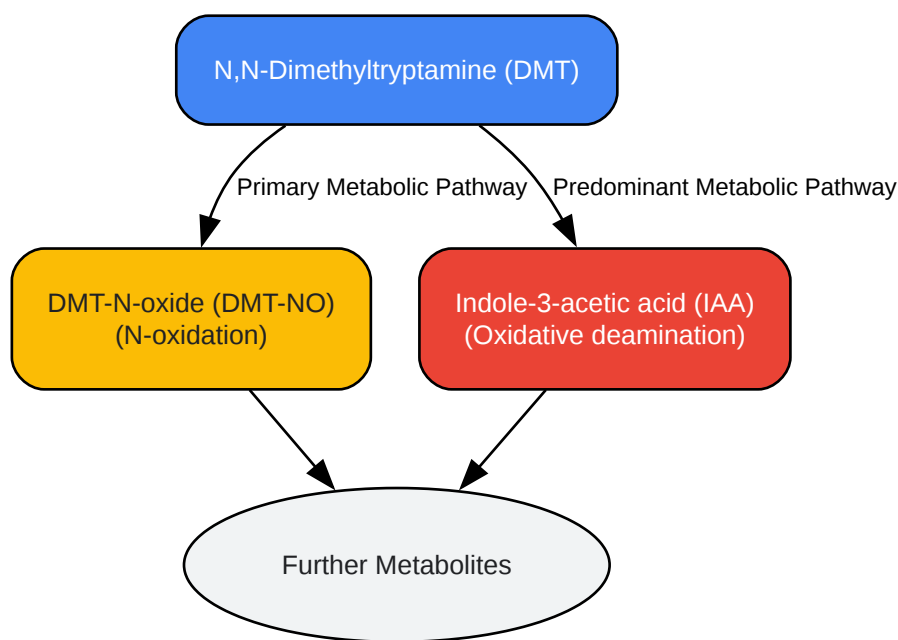 N,N-Dimethyltryptamine (DMT)
Primary Metabolic Pathway
Predominant Metabolic Pathway
DMT-N-oxide (DMT-NO)
(N-oxidation)
Indole-3-acetic acid (IAA)
(Oxidative deamination)
Further Metabolites